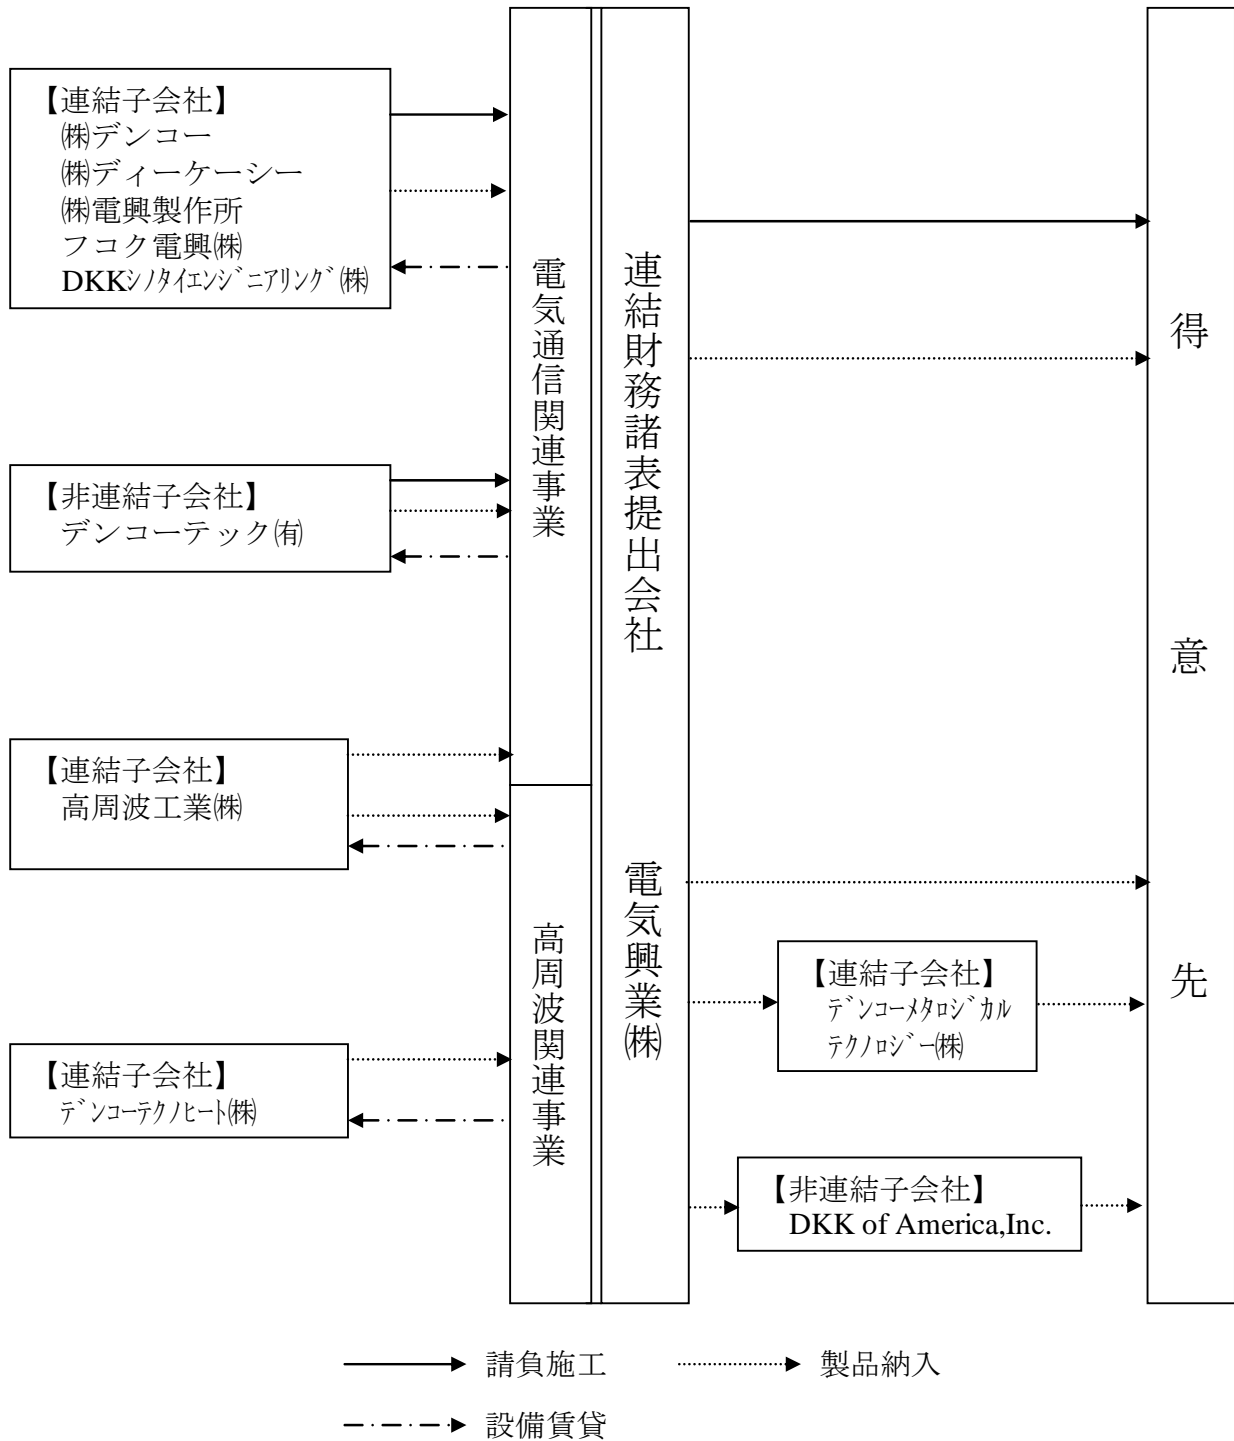 【連結子会社】
㈱デンコー
㈱ディーケーシー
㈱電興製作所
フコク電興㈱
DKKｼﾉﾀｲエンｼﾞﾆアリンｸﾞ㈱
【非連結子会社】
デンコーテック㈲
【連結子会社】
高周波工業㈱
【連結子会社】
ﾃﾞﾝｺｰﾃｸﾉﾋｰﾄ㈱
電気通信関連事業
高周波関連事業
連結財務諸表提出会社
電気興業㈱
【連結子会社】
ﾃﾞﾝｺｰﾒﾀﾛｼﾞｶﾙ
ﾃｸﾉﾛｼﾞｰ㈱
【非連結子会社】
DKK of America,Inc.
得意先
請負施工
製品納入
設備賃貸